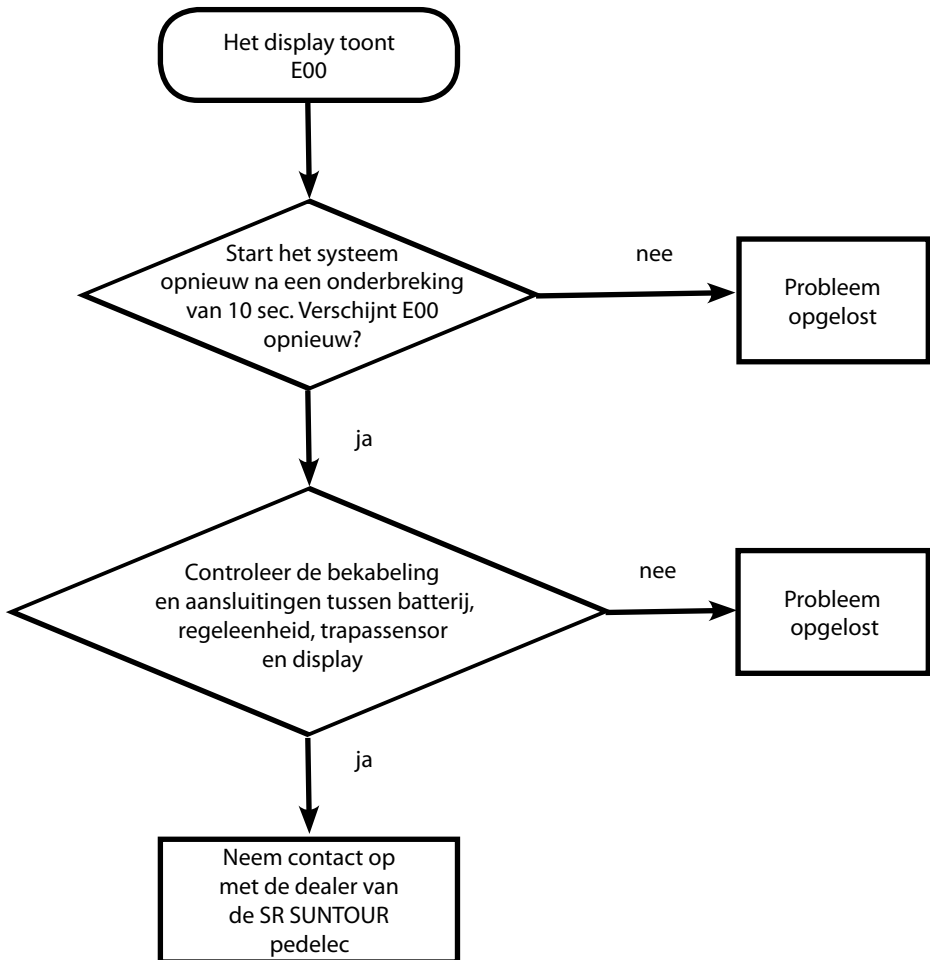 Het display toont
E00
Start het systeem
opnieuw na een onderbreking
van 10 sec. Verschijnt E00
opnieuw?
nee
Probleem
opgelost
ja
Controleer de bekabeling
en aansluitingen tussen batterij,
regeleenheid, trapassensor
en display
nee
Probleem
opgelost
ja
Neem contact op
met de dealer van
de SR SUNTOUR
pedelec